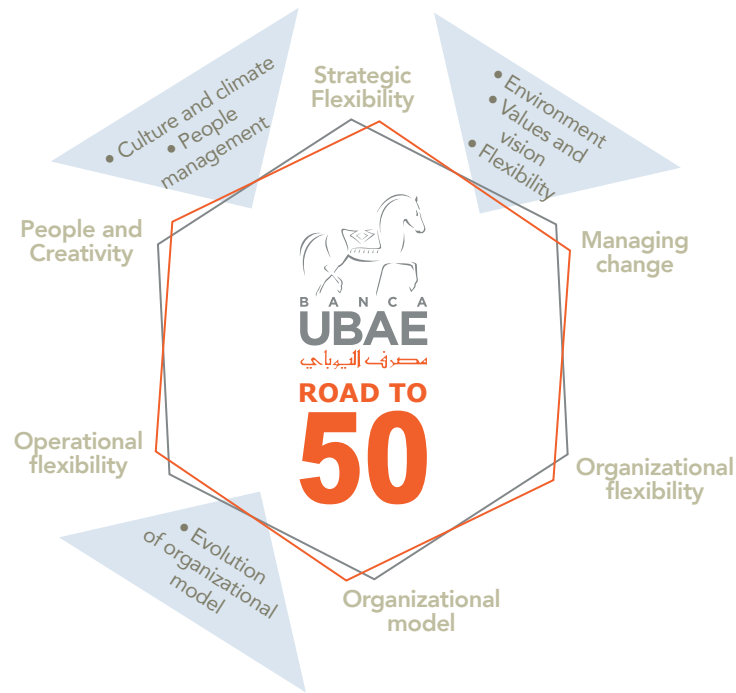 • Culture and climate
• People
management
Strategic
Flexibility
• Environment
• Values and
vision
• Flexibility
People and
Creativity
Managing
change
BANCA
UBAE
مصرف اليوباي
ROAD TO
50
Operational
flexibility
Organizational
flexibility
• Evolution
of organizational
model
Organizational
model